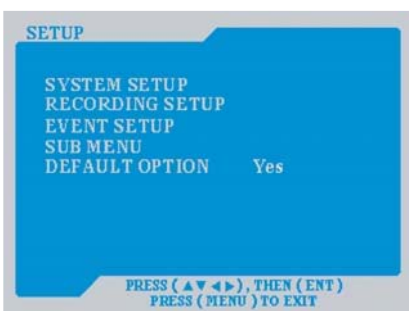 SETUP
SYSTEM SETUP
RECORDING SETUP
EVENT SETUP
SUB MENU
DEFAULT OPTION Yes
PRESS ( ▲▼◄► ), THEN ( ENT )
PRESS ( MENU ) TO EXIT